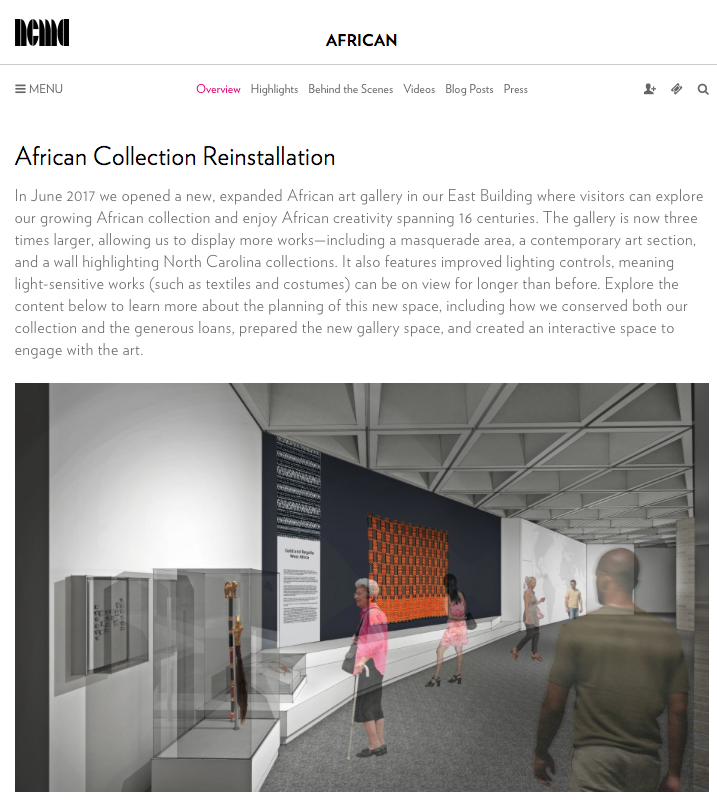 ncma
AFRICAN
MENU
Overview Highlights Behind the Scenes Videos Blog Posts Press
African Collection Reinstallation
In June 2017 we opened a new, expanded African art gallery in our East Building where visitors can explore
our growing African collection and enjoy African creativity spanning 16 centuries. The gallery is now three
times larger, allowing us to display more works—including a masquerade area, a contemporary art section,
and a wall highlighting North Carolina collections. It also features improved lighting controls, meaning
light-sensitive works (such as textiles and costumes) can be on view for longer than before. Explore the
content below to learn more about the planning of this new space, including how we conserved both our
collection and the generous loans, prepared the new gallery space, and created an interactive space to
engage with the art.
Gold and Regalia
West Africa